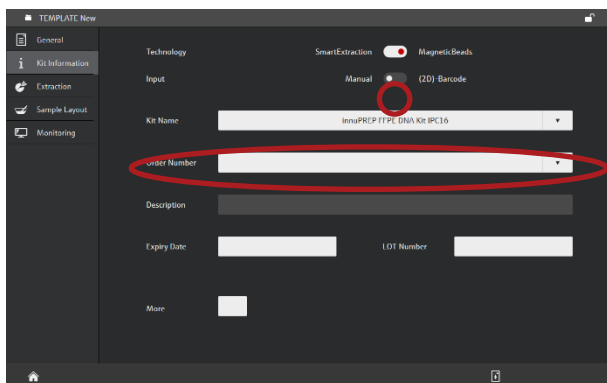 TEMPLATE New
General
Kit Information
Extraction
Sample Layout
Monitoring
Technology SmartExtraction MagneticBeads
Input Manual (2D)-Barcode
Kit Name innuPREP FFPE DNA Kit IPC16
Order Number
Description
Expiry Date LOT Number
More